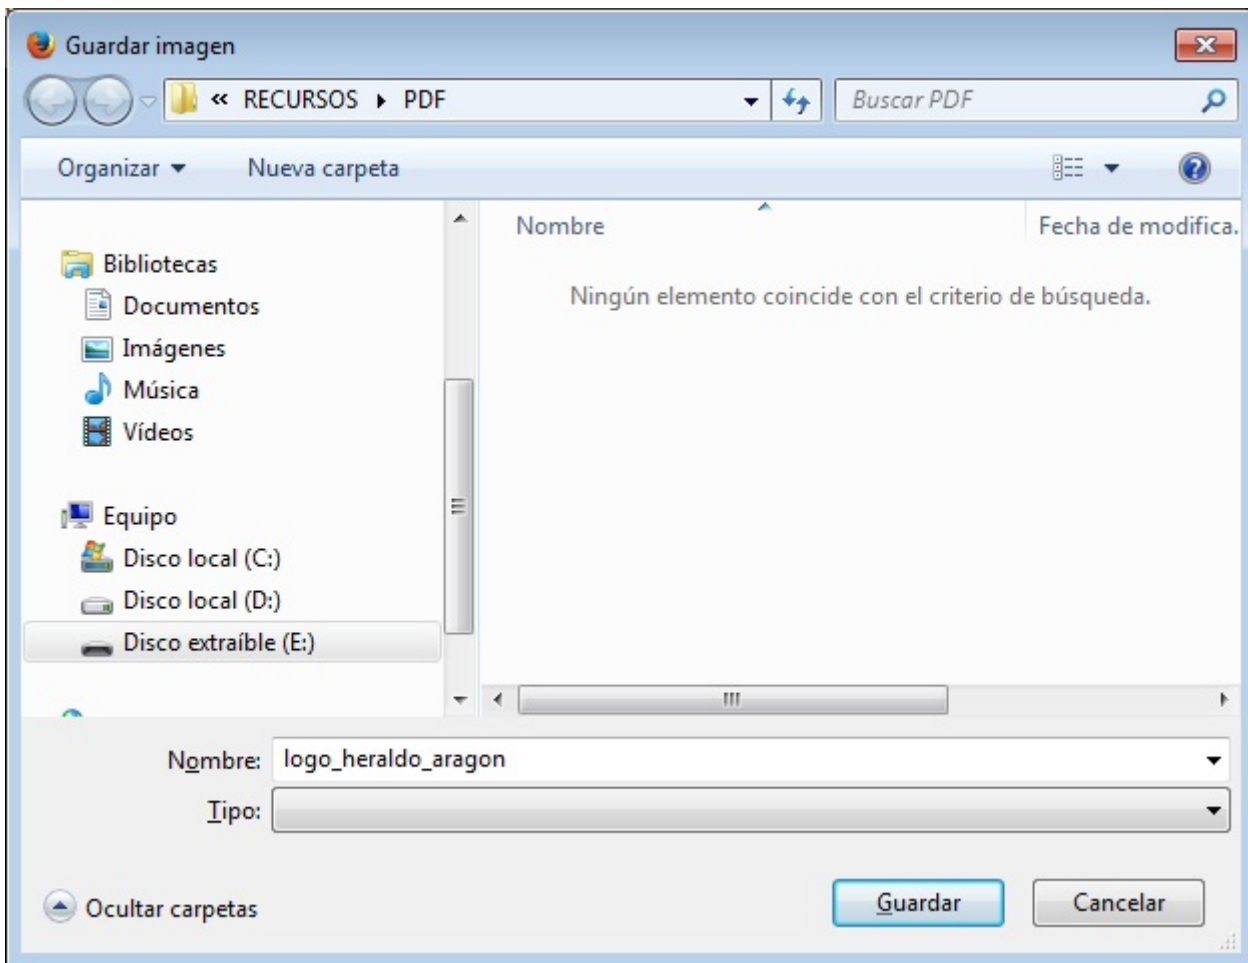 Guardar imagen
« RECURSOS PDF
Buscar PDF
Organizar Nueva carpeta
Nombre Fecha de modifica.
Ningún elemento coincide con el criterio de búsqueda.
Bibliotecas
Documentos
Imágenes
Música
Vídeos
Equipo
Disco local (C:)
Disco local (D:)
Disco extraíble (E:)
Nombre: logo_heraldo_aragon
Tipo:
Ocultar carpetas
Guardar Cancelar